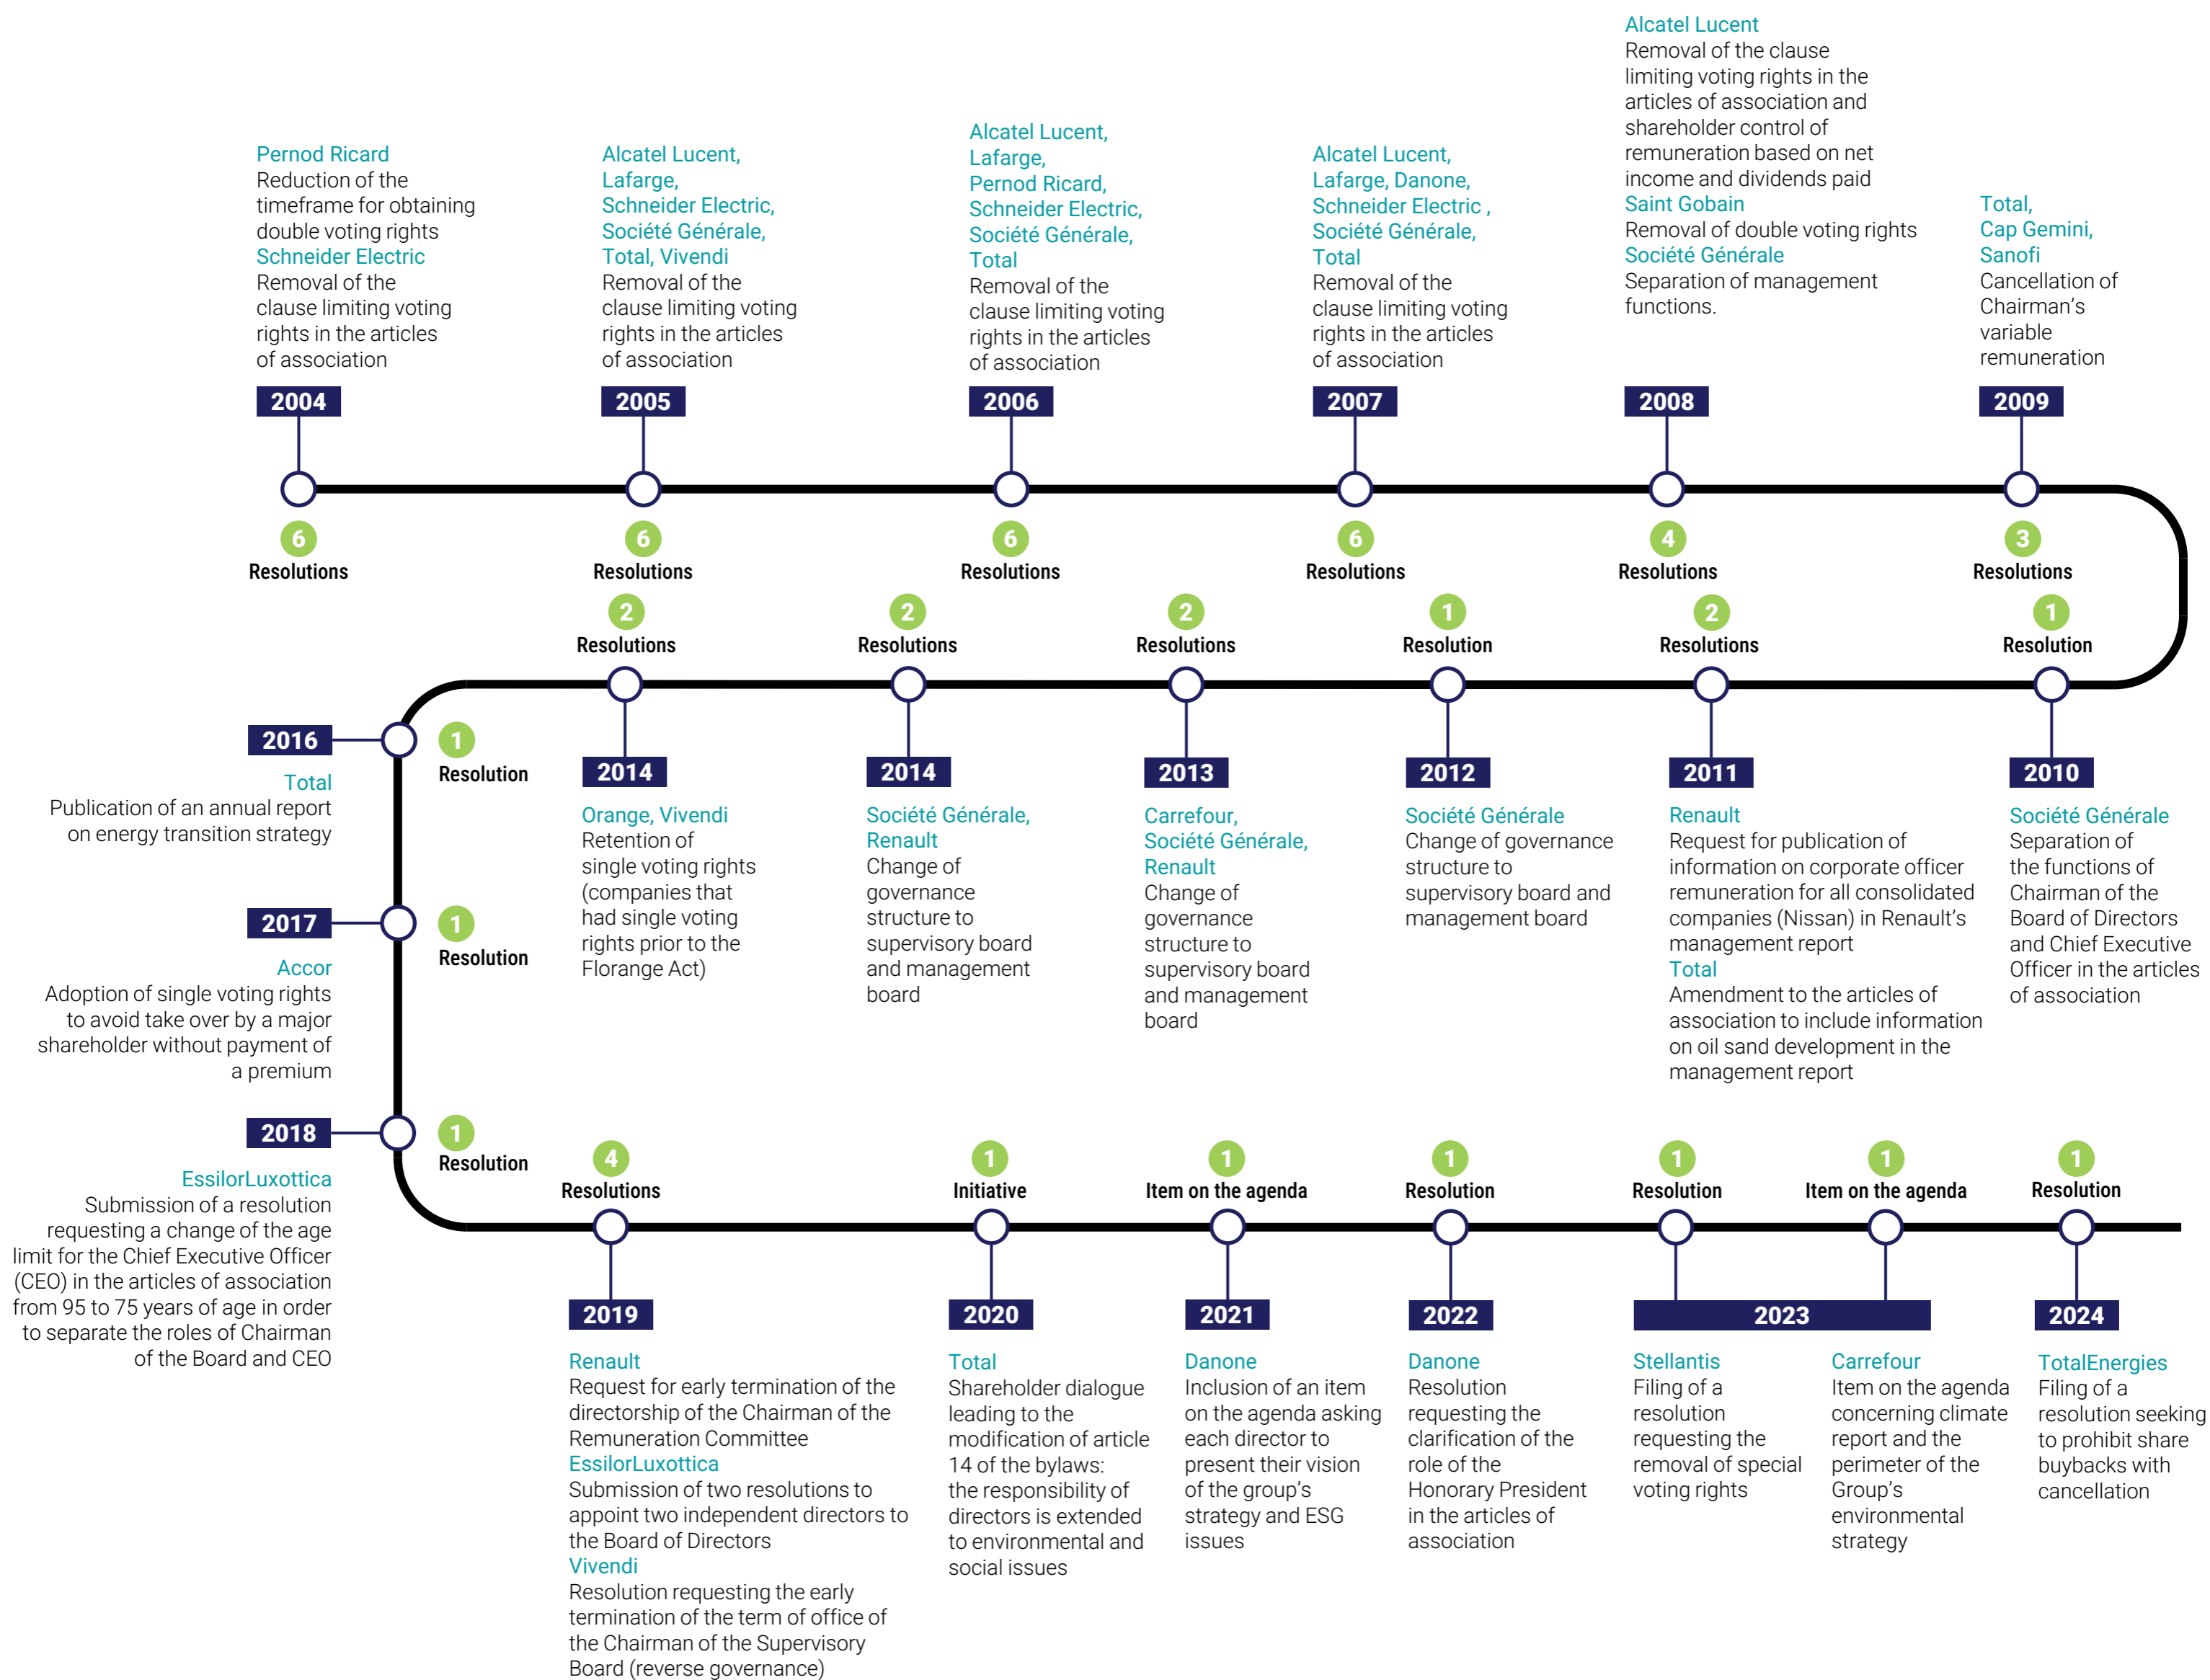 Pernod Ricard
Reduction of the
timeframe for obtaining
double voting rights
Schneider Electric
Removal of the
clause limiting voting
rights in the articles
of association
2004
6
Resolutions
Alcatel Lucent,
Lafarge,
Schneider Electric,
Société Générale,
Total, Vivendi
Removal of the
clause limiting voting
rights in the articles
of association
2005
6
Resolutions
Alcatel Lucent,
Lafarge,
Pernod Ricard,
Schneider Electric,
Société Générale,
Total
Removal of the
clause limiting voting
rights in the articles
of association
2006
6
Resolutions
Alcatel Lucent,
Lafarge, Danone,
Schneider Electric ,
Société Générale,
Total
Removal of the
clause limiting voting
rights in the articles
of association
2007
6
Resolutions
Alcatel Lucent
Removal of the clause
limiting voting rights in the
articles of association and
shareholder control of
remuneration based on net
income and dividends paid
Saint Gobain
Removal of double voting rights
Société Générale
Separation of management
functions.
2008
4
Resolutions
Total,
Cap Gemini,
Sanofi
Cancellation of
Chairman's
variable
remuneration
2009
3
Resolutions
1
Resolution
2010
Société Générale
Separation of
the functions of
Chairman of the
Board of Directors
and Chief Executive
Officer in the articles
of association
2
Resolutions
2011
Renault
Request for publication of
information on corporate officer
remuneration for all consolidated
companies (Nissan) in Renault's
management report
Total
Amendment to the articles of
association to include information
on oil sand development in the
management report
1
Resolution
2012
Société Générale
Change of governance
structure to
supervisory board and
management board
2
Resolutions
2013
Carrefour,
Société Générale,
Renault
Change of
governance
structure to
supervisory board
and management
board
2
Resolutions
2014
Société Générale,
Renault
Change of
governance
structure to
supervisory board
and management
board
2
Resolutions
2014
Orange, Vivendi
Retention of
single voting rights
(companies that
had single voting
rights prior to the
Florange Act)
2016
1
Resolution
Total
Publication of an annual report
on energy transition strategy
2017
1
Resolution
Accor
Adoption of single voting rights
to avoid take over by a major
shareholder without payment of
a premium
2018
1
Resolution
EssilorLuxottica
Submission of a resolution
requesting a change of the age
limit for the Chief Executive Officer
(CEO) in the articles of association
from 95 to 75 years of age in order
to separate the roles of Chairman
of the Board and CEO
4
Resolutions
2019
Renault
Request for early termination of the
directorship of the Chairman of the
Remuneration Committee
EssilorLuxottica
Submission of two resolutions to
appoint two independent directors to
the Board of Directors
Vivendi
Resolution requesting the early
termination of the term of office of
the Chairman of the Supervisory
Board (reverse governance)
1
Initiative
2020
Total
Shareholder dialogue
leading to the
modification of article
14 of the bylaws:
the responsibility of
directors is extended
to environmental and
social issues
1
Item on the agenda
2021
Danone
Inclusion of an item
on the agenda asking
each director to
present their vision
of the group's
strategy and ESG
issues
1
Resolution
2022
Danone
Resolution
requesting the
clarification of the
role of the
Honorary President
in the articles of
association
1
Resolution
1
Item on the agenda
2023
Stellantis
Filing of a
resolution
requesting the
removal of special
voting rights
Carrefour
Item on the agenda
concerning climate
report and the
perimeter of the
Group's
environmental
strategy
1
Resolution
2024
TotalEnergies
Filing of a
resolution seeking
to prohibit share
buybacks with
cancellation